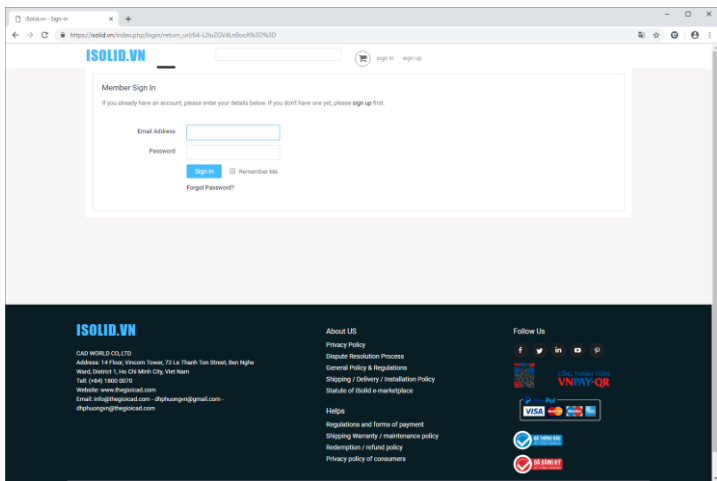 iSolid.vn - Sign-In
https://isolid.vn/index.php/login/return_url/64-L2luZGV4LnBocA%3D%3D
ISOLID.VN
sign in sign up
Member Sign In
If you already have an account, please enter your details below. If you don't have one yet, please sign up first.
Email Address
Password
Sign In
Remember Me
Forgot Password?
ISOLID.VN
CAD WORLD CO,LTD
Address: 14 Floor, Vincom Tower, 72 Le Thanh Ton Street, Ben Nghe
Ward, District 1, Ho Chi Minh City, Viet Nam
Tell: (+84) 1800 0070
Website: www.thegioicad.com
Email: info@thegioicad.com - dhphuongvn@gmail.com -
dhphuongvn@thegioicad.com
About US
Privacy Policy
Dispute Resolution Process
General Policy & Regulations
Shipping / Delivery / Installation Policy
Statute of iSolid e-marketplace
Helps
Regulations and forms of payment
Shipping Warranty / maintenance policy
Redemption / refund policy
Privacy policy of consumers
Follow Us
CỔNG THANH TOÁN
VNPAY-QR
PayPal
VISA
ĐÃ THÔNG BÁO
ĐÃ ĐĂNG KÝ